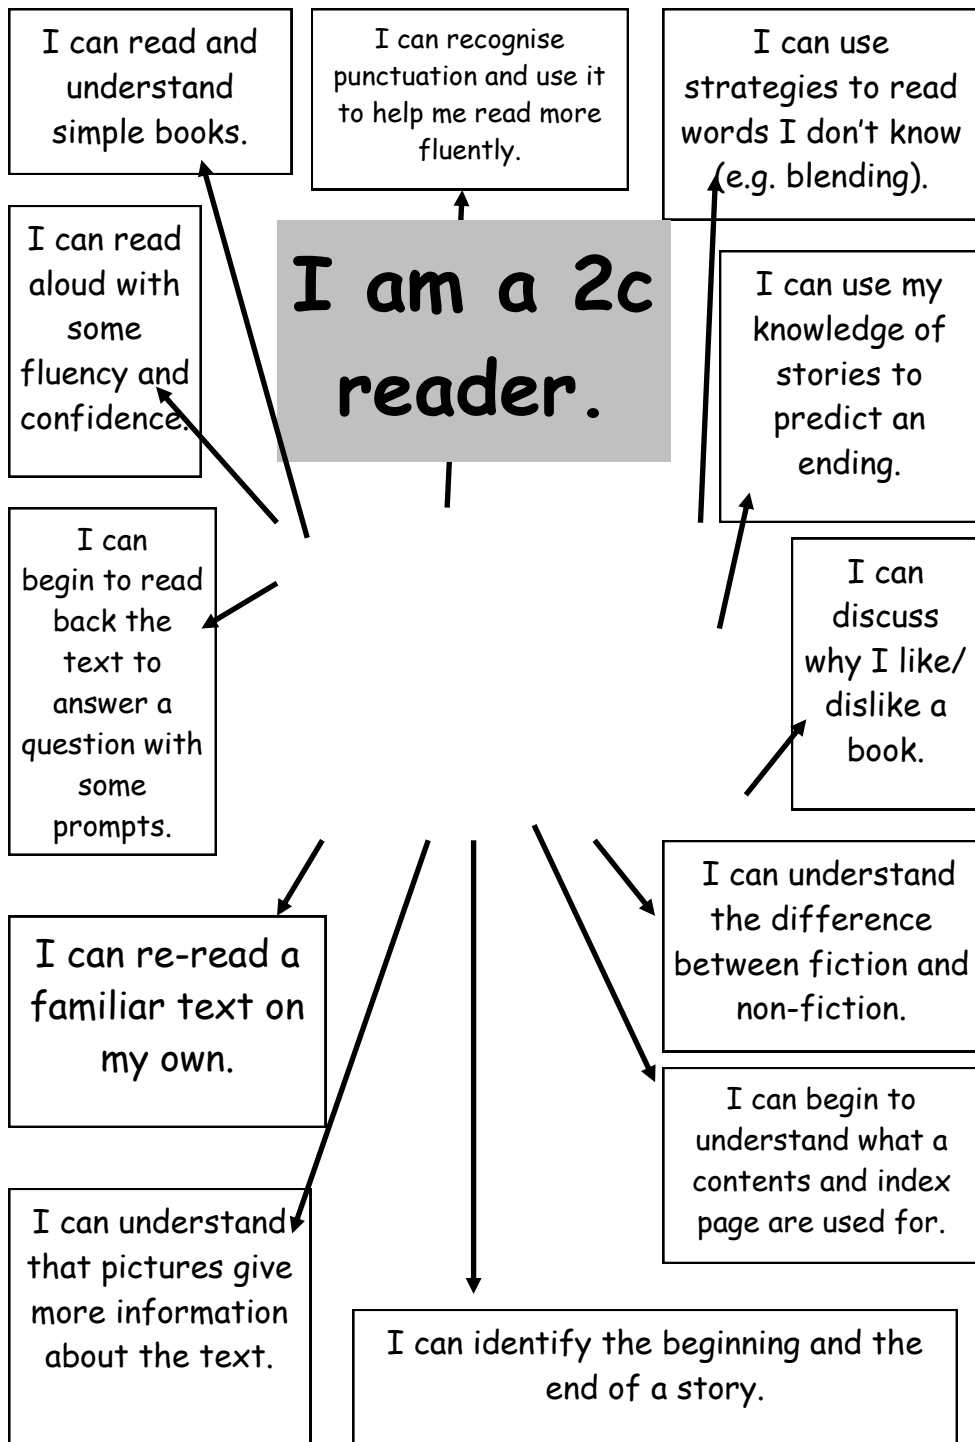 I can read and
understand
simple books.
I can recognise
punctuation and use it
to help me read more
fluently.
I can use
strategies to read
words I don't know
(e.g. blending).
I can read
aloud with
some
fluency and
confidence.
I am a 2c
reader.
I can use my
knowledge of
stories to
predict an
ending.
I can
begin to read
back the
text to
answer a
question with
some
prompts.
I can
discuss
why I like/
dislike a
book.
I can re-read a
familiar text on
my own.
I can understand
the difference
between fiction and
non-fiction.
I can begin to
understand what a
contents and index
page are used for.
I can understand
that pictures give
more information
about the text.
I can identify the beginning and the
end of a story.